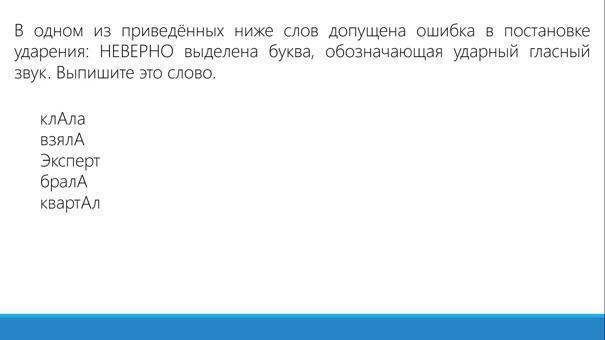 В одном из приведённых ниже слов допущена ошибка в постановке
ударения: НЕВЕРНО выделена буква, обозначающая ударный гласный
звук. Выпишите это слово.
клАла
взялА
Эксперт
бралА
квартАл